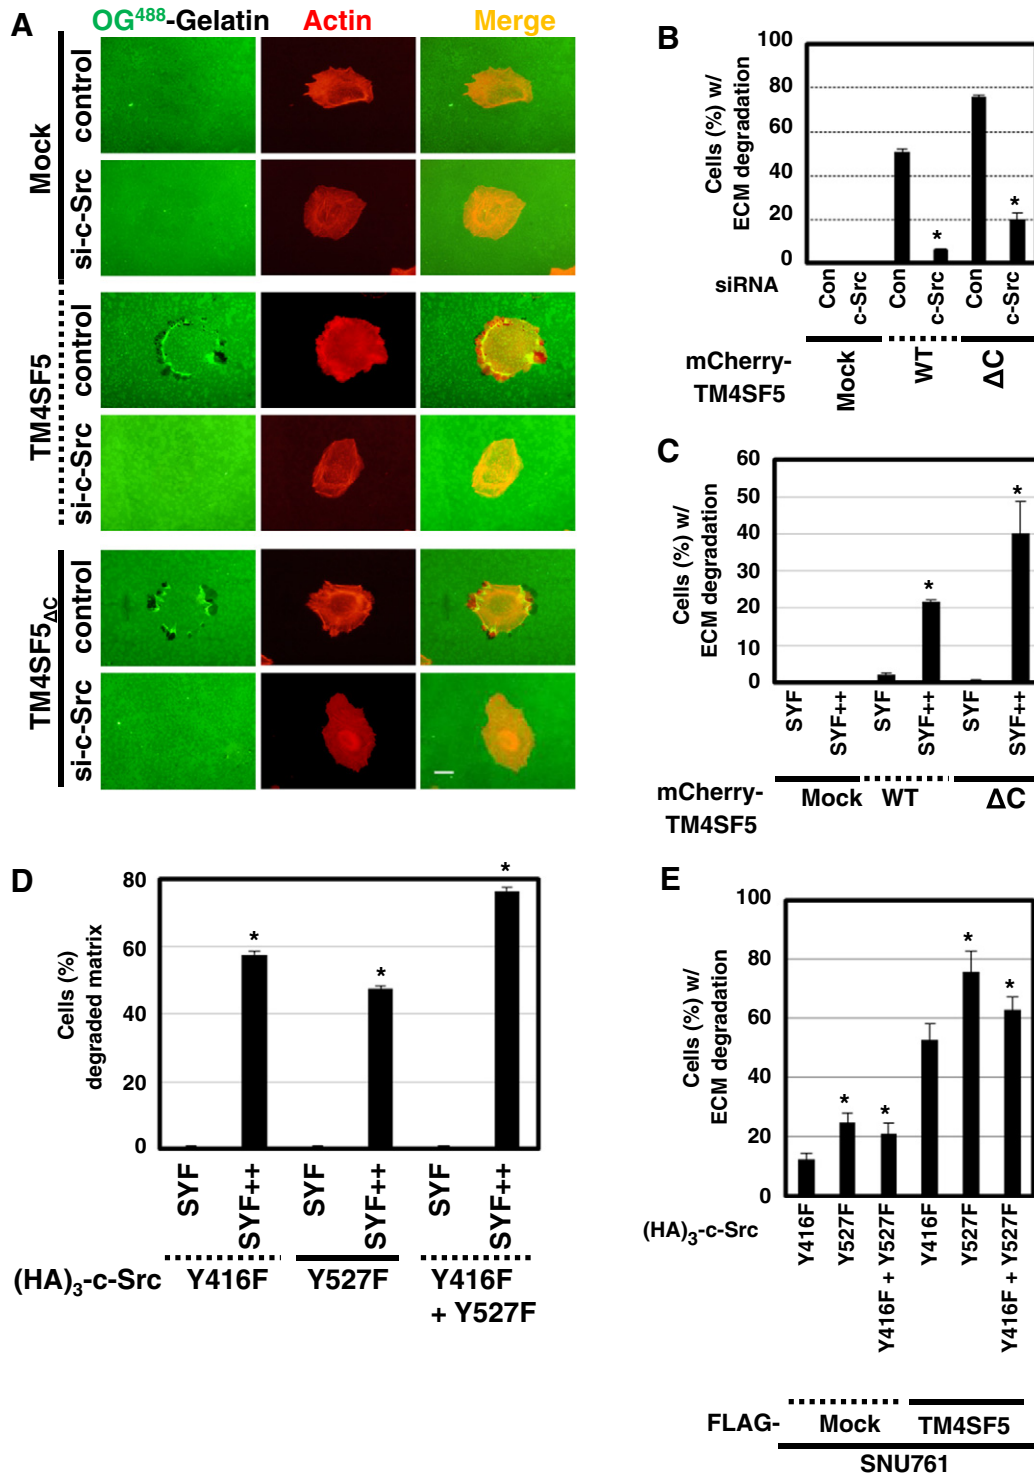 A
OG488-Gelatin Actin Merge
Mock
control
si-c-Src
TM4SF5
control
si-c-Src
TM4SF5ΔC
control
si-c-Src
B
Cells (%) w/
ECM degradation
100
80
60
40
20
0
* *
siRNA Con c-Src Con c-Src Con c-Src
mCherry-
TM4SF5
Mock WT ΔC
C
Cells (%) w/
ECM degradation
60
50
40
30
20
10
0
* *
SYF SYF++ SYF SYF++ SYF SYF++
mCherry-
TM4SF5
Mock WT ΔC
D
Cells (%)
degraded matrix
80
60
40
20
0
* * *
SYF SYF++ SYF SYF++ SYF SYF++
(HA)3-c-Src Y416F Y527F Y416F
+ Y527F
E
Cells (%) w/
ECM degradation
100
80
60
40
20
0
* * * *
(HA)3-c-Src Y416F Y527F Y416F + Y527F Y416F Y527F Y416F + Y527F
FLAG- Mock TM4SF5
SNU761